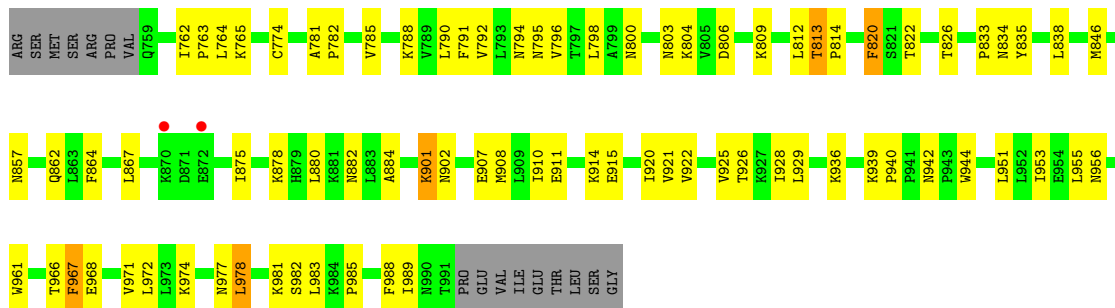 ARG SER MET SER ARG PRO VAL Q759 I762 P763 L764 K765 C774 A781 P782 V785 K788 V789 L790 F791 V792 L793 N794 N795 V796 T797 L798 A799 N800 N803 K804 V805 D806 K809 L812 T813 P814 F820 S821 T822 T826 P833 N834 Y835 L838 M846
N857 Q862 L863 F864 L867 K870 D871 E872 I875 K878 H879 L880 K881 N882 L883 A884 K901 N902 E907 M908 L909 I910 E911 K914 E915 I920 V921 V922 V925 T926 K927 I928 L929 K936 K939 P940 P941 N942 P943 W944 L951 L952 I953 E954 L955 N956
W961 T966 F967 E968 V971 L972 L973 K974 N977 L978 K981 S982 L983 K984 P985 F988 I989 N990 T991 PRO GLU VAL ILE GLU THR LEU SER GLY